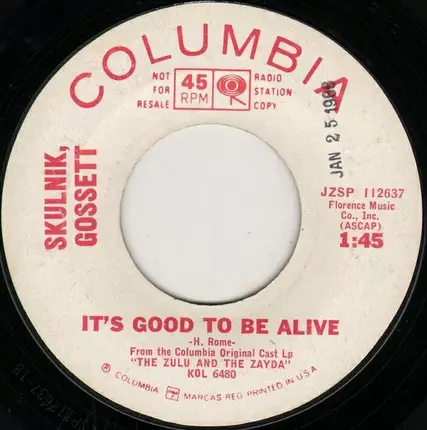 COLUMBIA
NOT FOR RESALE
45 RPM
RADIO STATION COPY
JAN 25
SKULNIK, GOSSETT
JZSP 112637
Florence Music
Co., Inc.
(ASCAP)
1:45
IT'S GOOD TO BE ALIVE
-H. Rome-
From the Columbia Original Cast Lp
"THE ZULU AND THE ZAYDA"
KOL 6480
Ⓟ
© COLUMBIA MARCAS REG PRINTED IN U.S.A